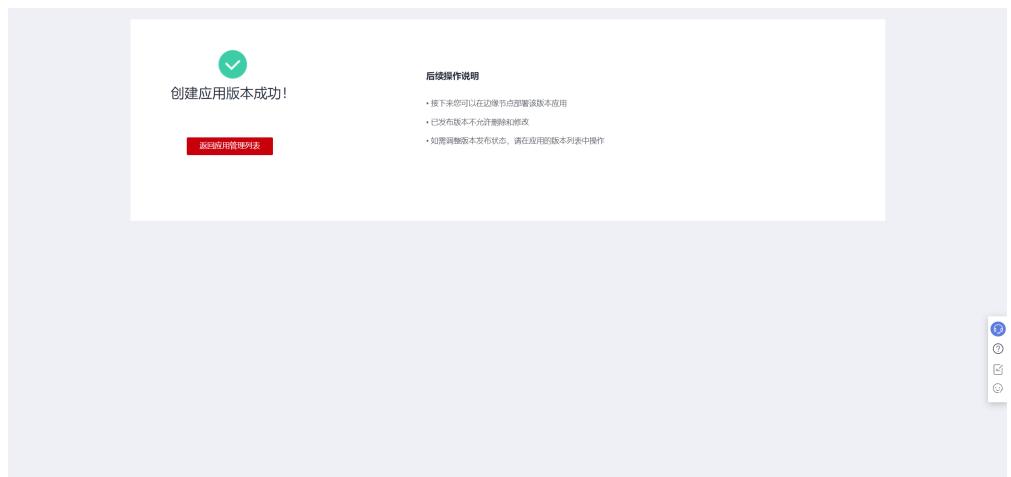 创建应用版本成功！
返回应用管理列表
后续操作说明
• 接下来您可以在边缘节点部署该版本应用
• 已发布版本不允许删除和修改
• 如需调整版本发布状态，请在应用的版本列表中操作